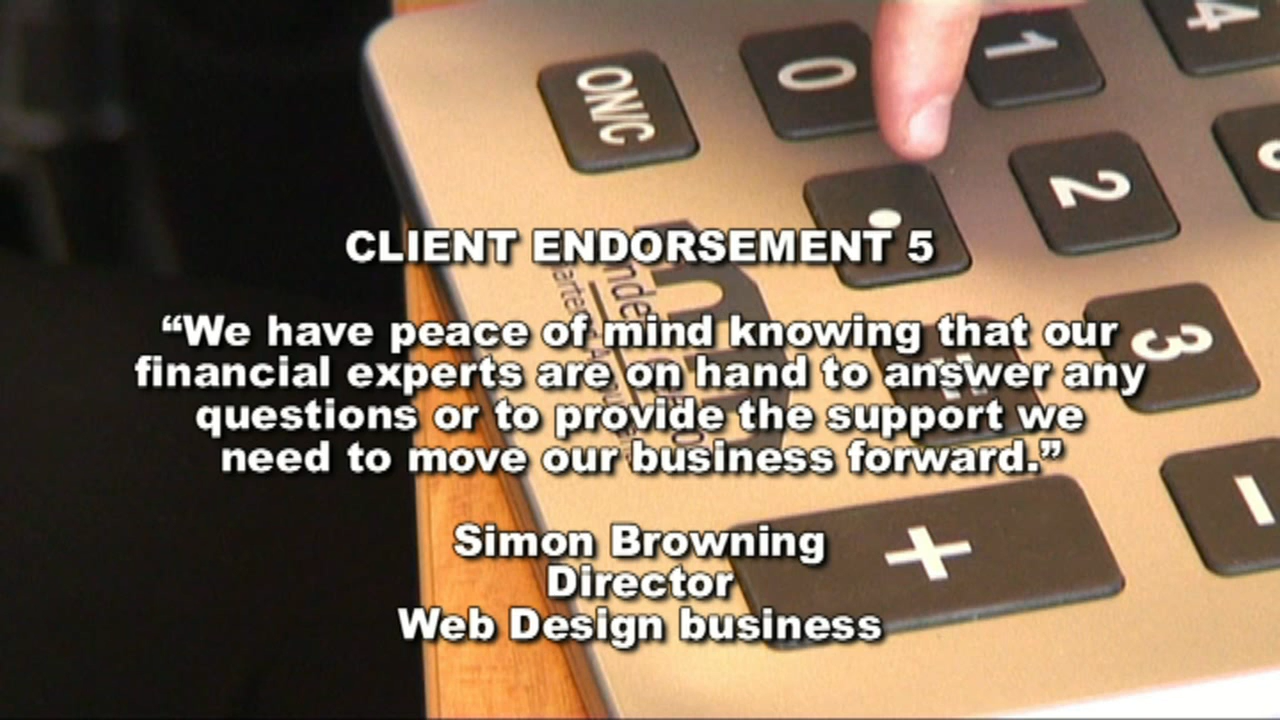 CLIENT ENDORSEMENT 5
“We have peace of mind knowing that our
financial experts are on hand to answer any
questions or to provide the support we
need to move our business forward.”
Simon Browning
Director
Web Design business
ON/C
0
1
4
.
2
3
=
+
-